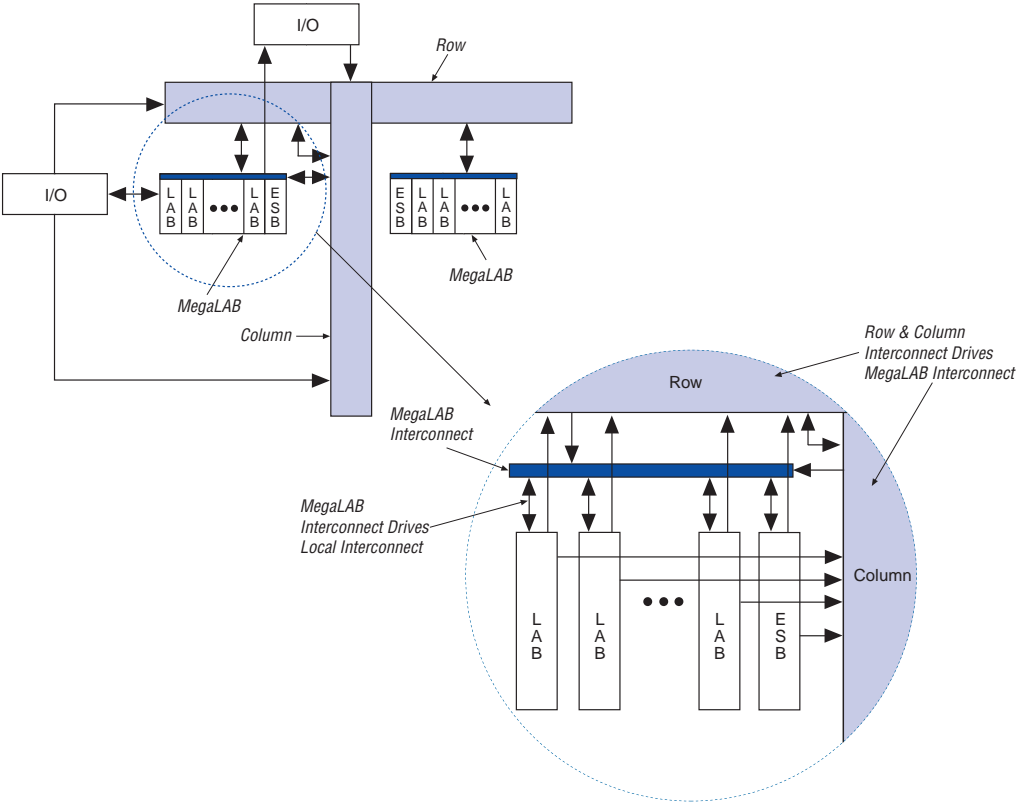 I/O
Row
I/O
L
A
B
L
A
B
L
A
B
E
S
B
E
S
B
L
A
B
L
A
B
L
A
B
MegaLAB
MegaLAB
Column
Row & Column
Interconnect Drives
MegaLAB Interconnect
Row
MegaLAB
Interconnect
MegaLAB
Interconnect Drives
Local Interconnect
Column
L
A
B
L
A
B
L
A
B
E
S
B